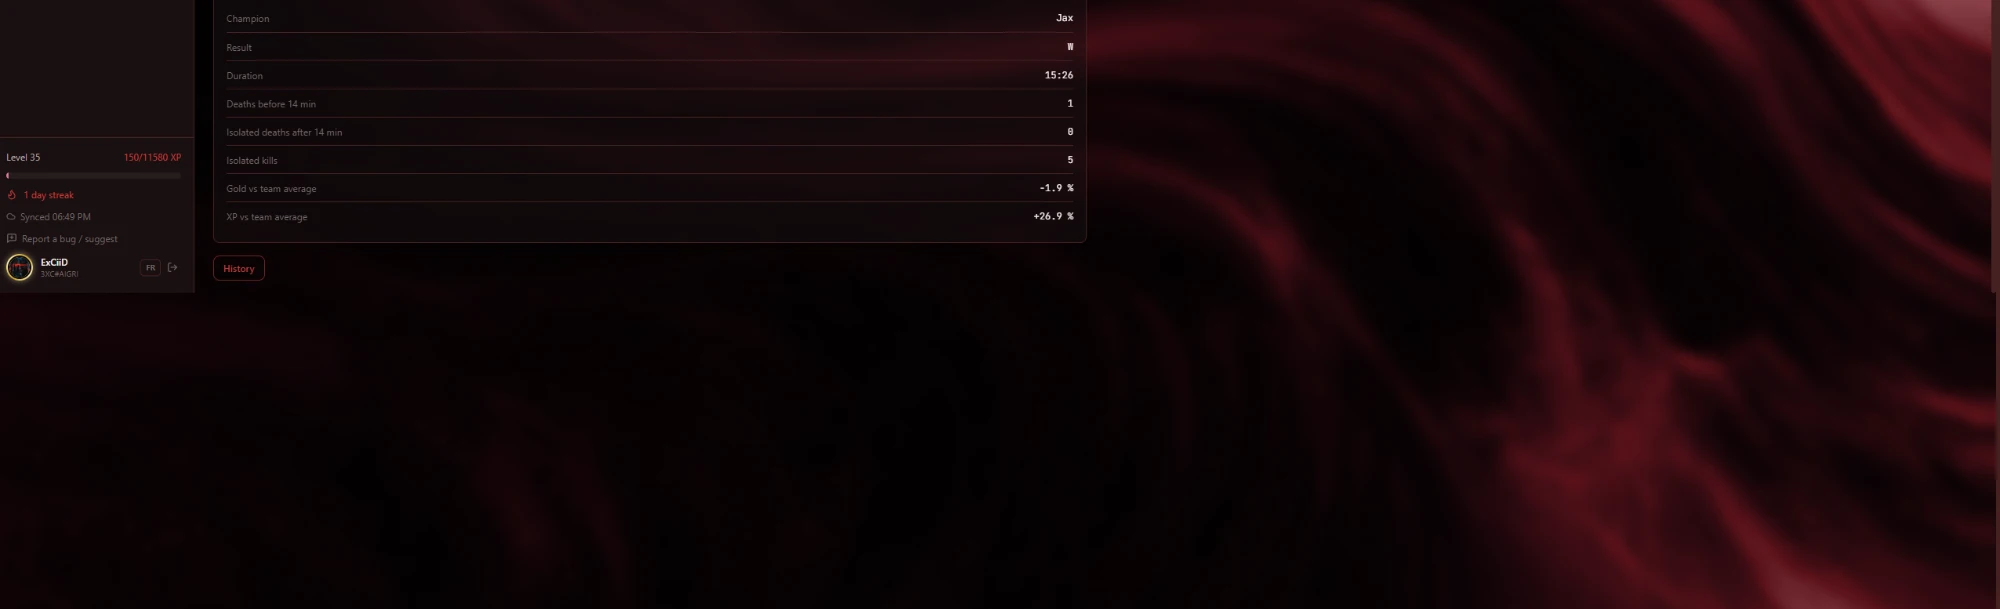 Champion Jax
Result W
Duration 15:26
Deaths before 14 min 1
Isolated deaths after 14 min 0
Isolated kills 5
Gold vs team average -1.9 %
XP vs team average +26.9 %
History
Level 35 150/11580 XP
1 day streak
Synced 06:49 PM
Report a bug / suggest
ExCiiD
FR